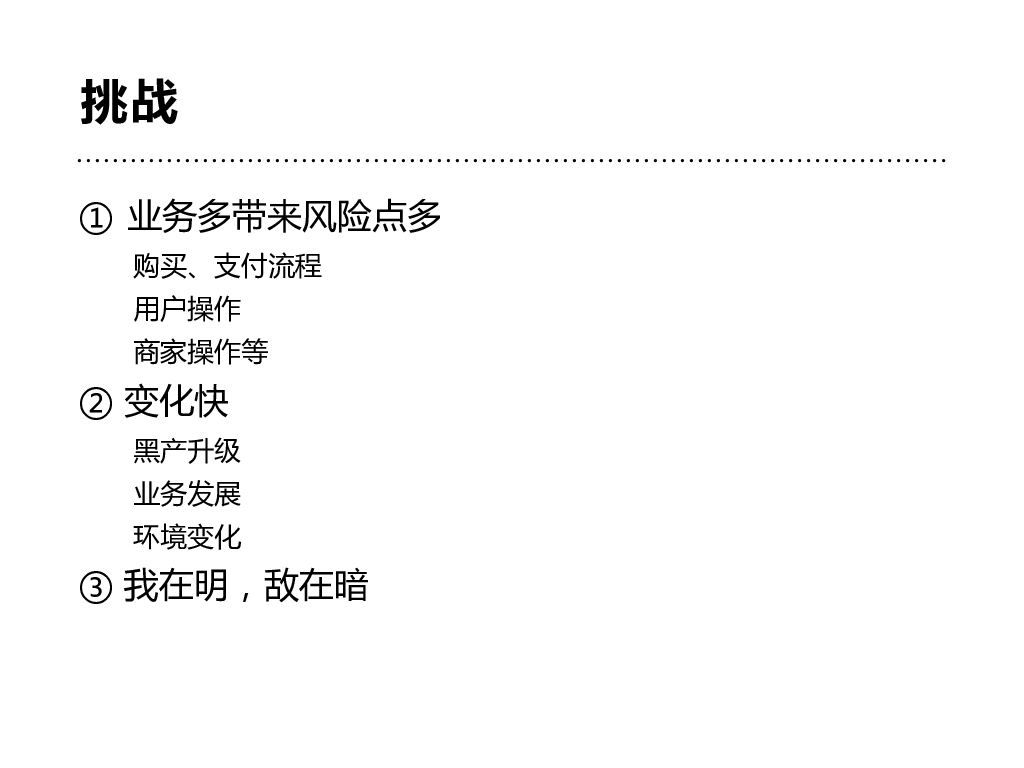 挑战
① 业务多带来风险点多
购买、支付流程
用户操作
商家操作等
② 变化快
黑产升级
业务发展
环境变化
③ 我在明，敌在暗